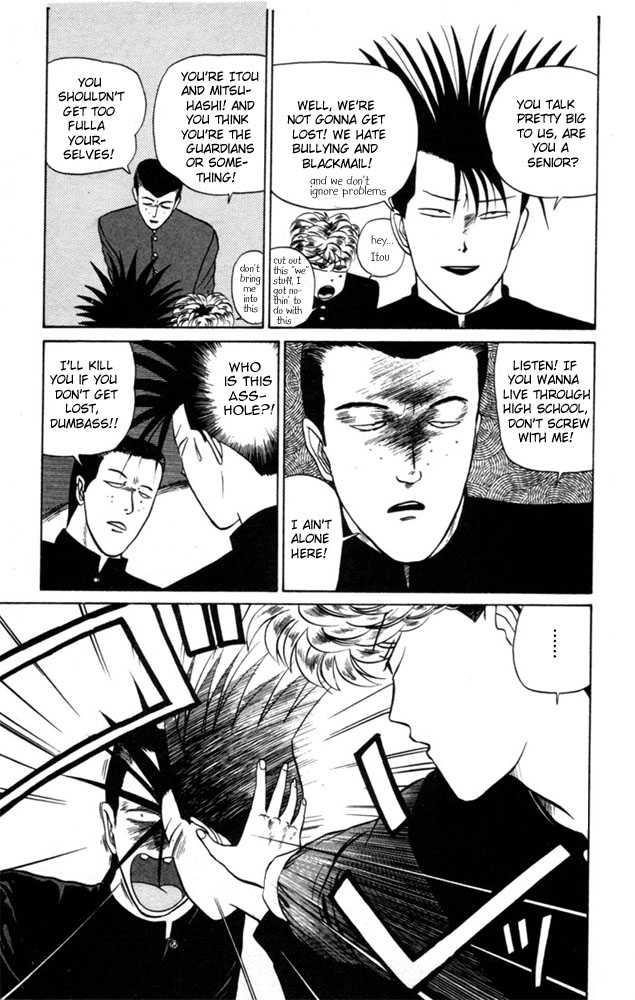 YOU TALK
PRETTY BIG
TO US, ARE
YOU A
SENIOR?
WELL, WE'RE
NOT GONNA GET
LOST! WE HATE
BULLYING AND
BLACKMAIL!
and we don't
ignore problems
hey...
Itou
cut out
this "we"
stuff, I
got no-
thin' to
do with
this
YOU'RE ITOU
AND MITSU-
HASHI! AND
YOU THINK
YOU'RE THE
GUARDIANS
OR SOME-
THING!
YOU
SHOULDN'T
GET TOO
FULLA
YOUR-
SELVES!
don't
bring
me
into
this
LISTEN! IF
YOU WANNA
LIVE THROUGH
HIGH SCHOOL,
DON'T SCREW
WITH ME!
I AIN'T
ALONE
HERE!
WHO
IS THIS
ASS-
HOLE?!
I'LL KILL
YOU IF YOU
DON'T GET
LOST,
DUMBASS!!
......